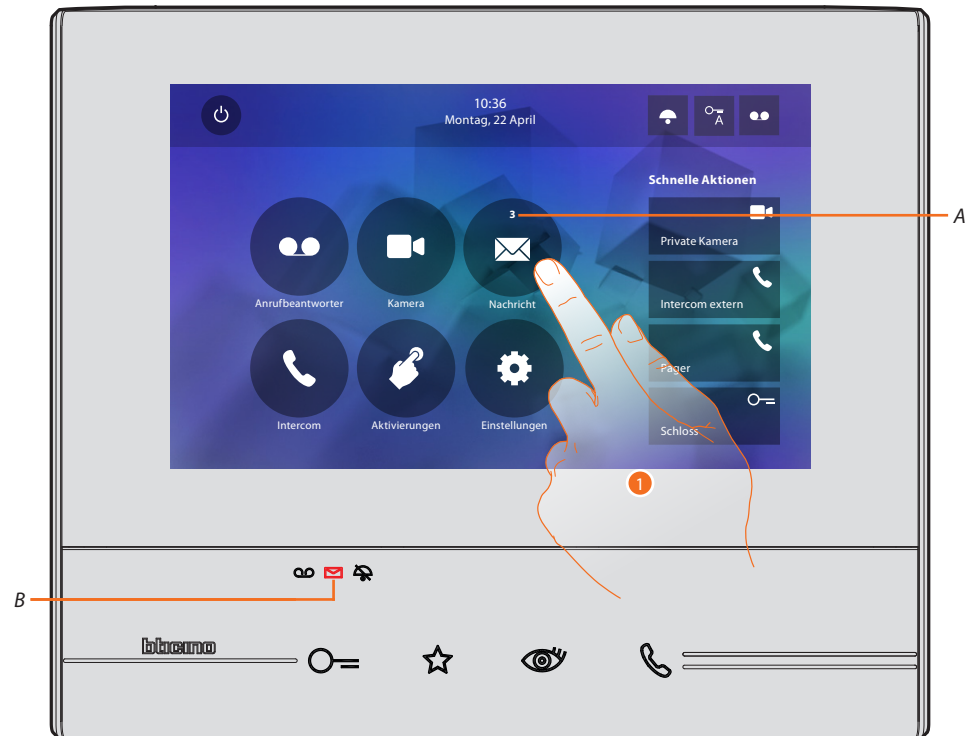 10:36
Montag, 22 April
A
Schnelle Aktionen
3
A
Private Kamera
Anrufbeantworter
Kamera
Nachricht
Intercom extern
Pager
Intercom
Aktivierungen
Einstellungen
Schloss
1
B
bticino